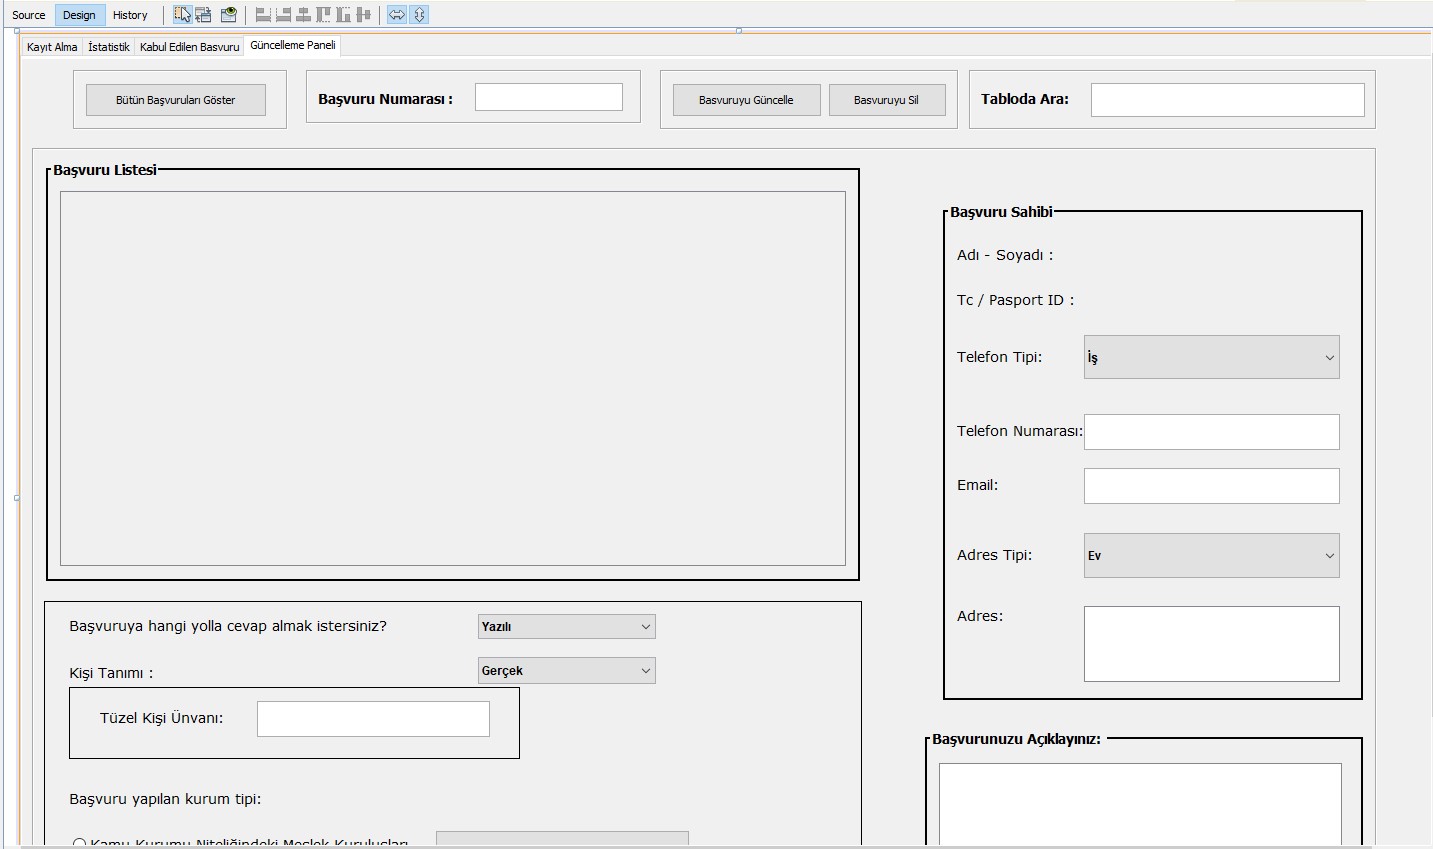 Source Design History
Kayıt Alma İstatistik Kabul Edilen Basvuru Güncelleme Paneli
Bütün Başvuruları Göster
Başvuru Numarası :
Basvuruyu Güncelle Basvuruyu Sil
Tabloda Ara:
Başvuru Listesi
Başvuru Sahibi
Adı - Soyadı :
Tc / Pasport ID :
Telefon Tipi: İş
Telefon Numarası:
Email:
Adres Tipi: Ev
Adres:
Başvuruya hangi yolla cevap almak istersiniz? Yazılı
Kişi Tanımı : Gerçek
Tüzel Kişi Ünvanı:
Başvurunuzu Açıklayınız:
Başvuru yapılan kurum tipi:
Kamu Kurumu Niteliğindeki Meslek Kuruluşları